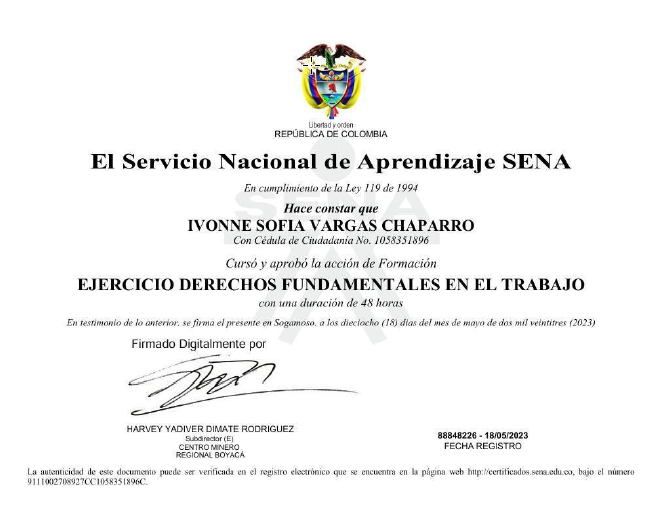 Libertad y orden
REPÚBLICA DE COLOMBIA
El Servicio Nacional de Aprendizaje SENA
En cumplimiento de la Ley 119 de 1994
Hace constar que
IVONNE SOFIA VARGAS CHAPARRO
Con Cédula de Ciudadania No. 1058351896
Cursó y aprobó la acción de Formación
EJERCICIO DERECHOS FUNDAMENTALES EN EL TRABAJO
con una duración de 48 horas
En testimonio de lo anterior, se firma el presente en Sogamoso, a los dieciocho (18) días del mes de mayo de dos mil veintitres (2023)
Firmado Digitalmente por
HARVEY YADIVER DIMATE RODRIGUEZ
Subdirector (E)
CENTRO MINERO
REGIONAL BOYACÁ
88848226 - 18/05/2023
FECHA REGISTRO
La autenticidad de este documento puede ser verificada en el registro electrónico que se encuentra en la página web http://certificados.sena.edu.co, bajo el número
9111002708927CC1058351896C.
SENA